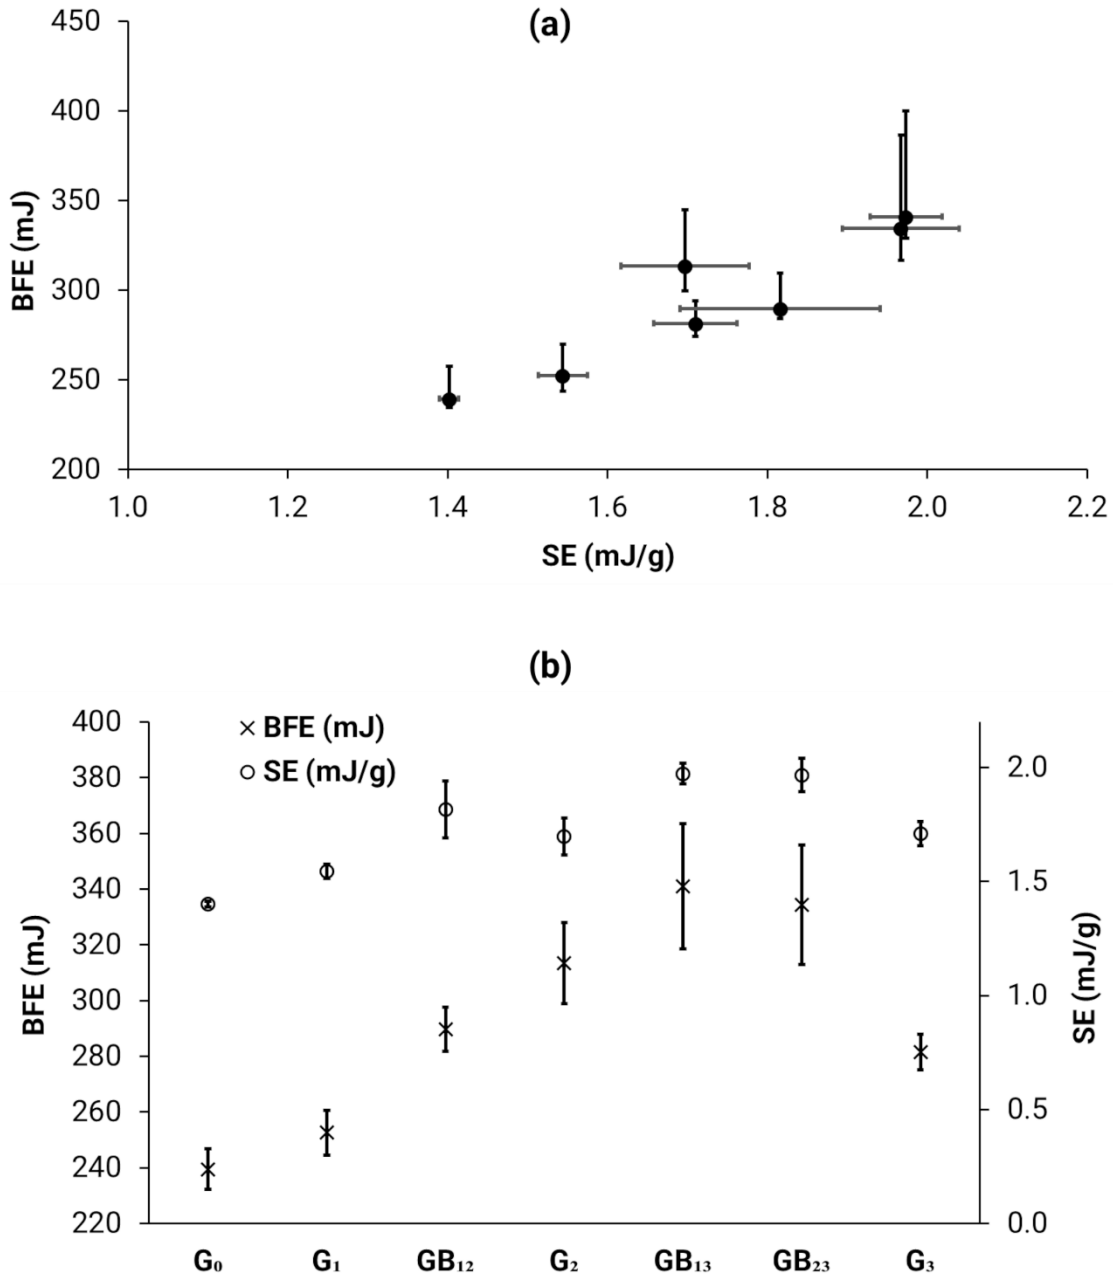 (a)
450
400
350
300
250
200
BFE (mJ)
1.0 1.2 1.4 1.6 1.8 2.0 2.2
SE (mJ/g)
(b)
× BFE (mJ)
○ SE (mJ/g)
400
380
360
340
320
300
280
260
240
220
BFE (mJ)
2.0
1.5
1.0
0.5
0.0
SE (mJ/g)
G₀ G₁ GB₁₂ G₂ GB₁₃ GB₂₃ G₃